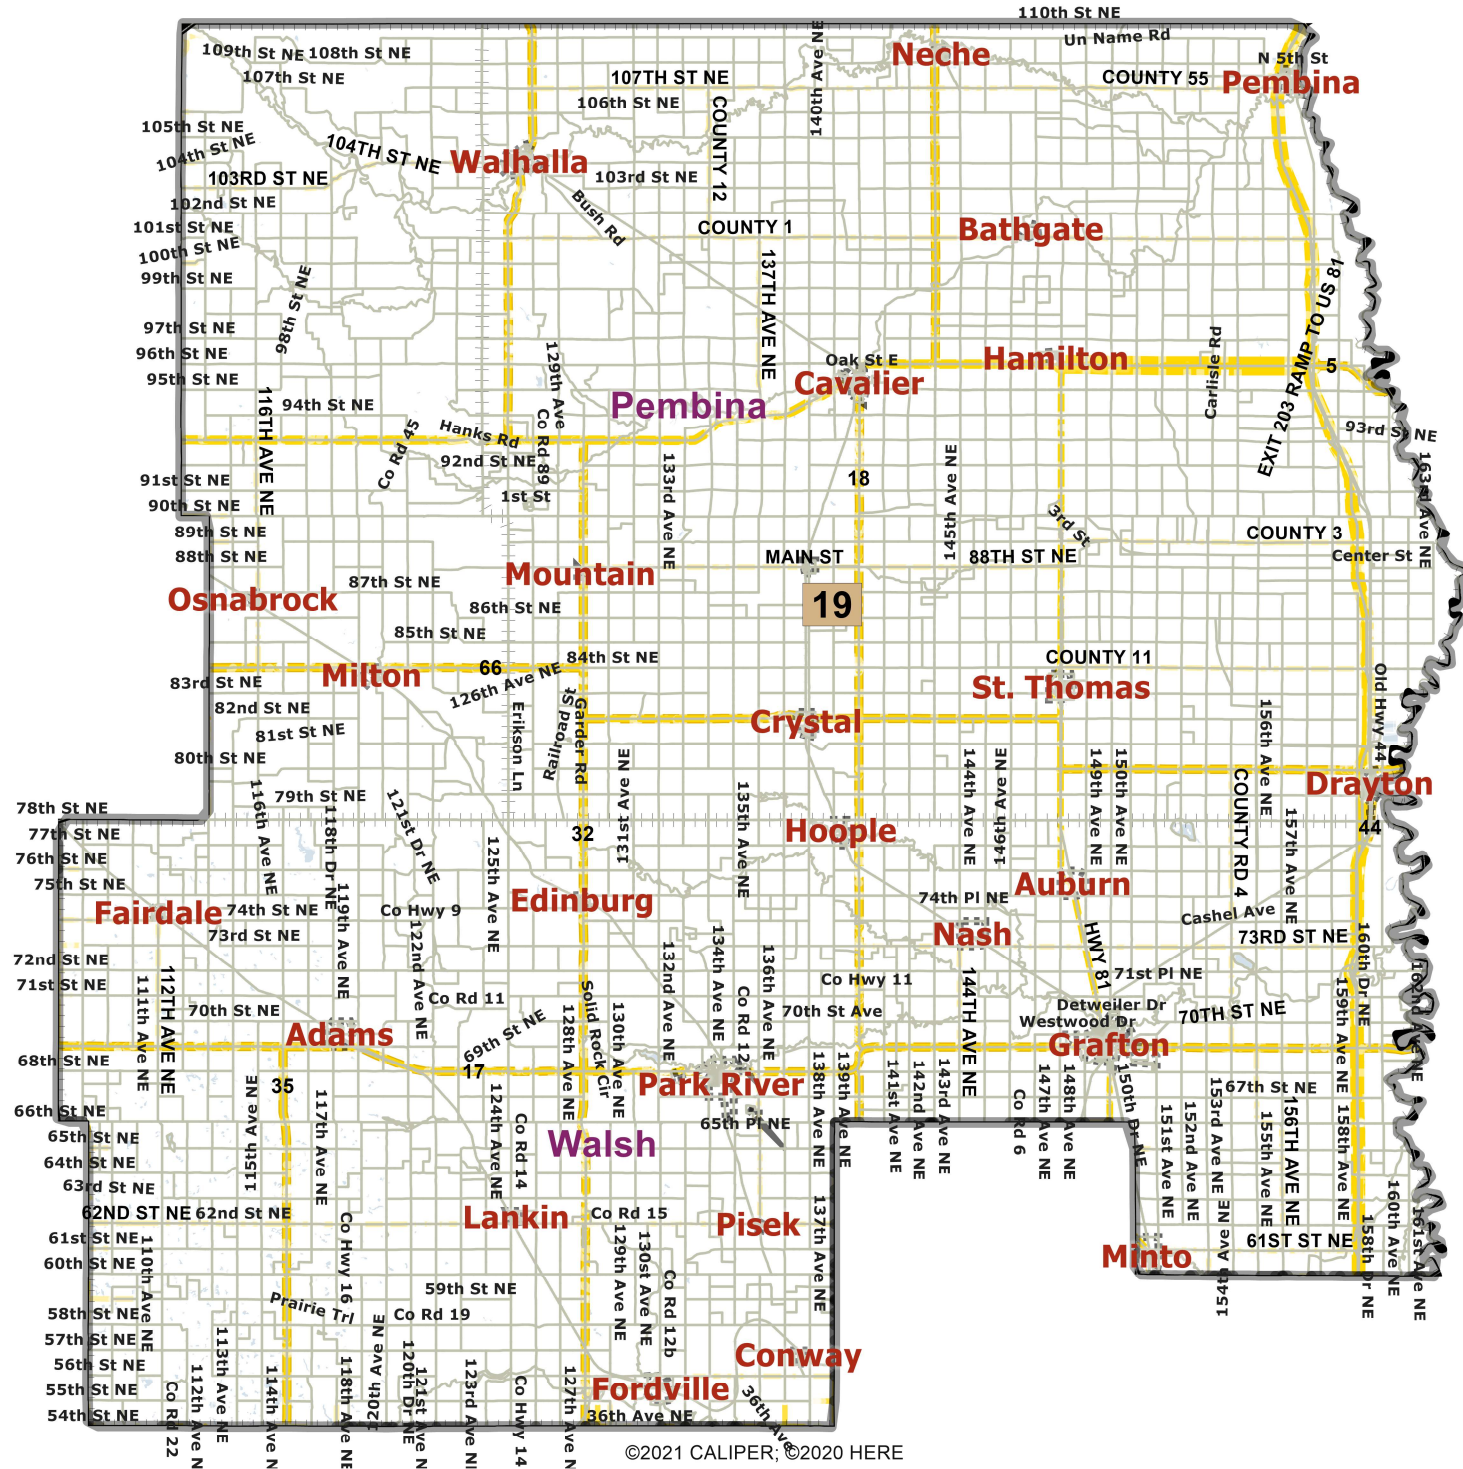 110th St NE
Un Name Rd
109th St NE
108th St NE
107th St NE
107TH ST NE
140th Ave NE
Neche
COUNTY 55
N 5th St
Pembina
106th St NE
COUNTY 12
105th St NE
104th St NE
104TH ST NE
Walhalla
103RD ST NE
103rd St NE
102nd St NE
Bush Rd
101st St NE
COUNTY 1
Bathgate
100th St NE
99th St NE
98th St NE
137TH AVE NE
97th St NE
96th St NE
95th St NE
129th Ave
Oak St E
Cavalier
Hamilton
Carlisle Rd
EXIT 203 RAMP TO US 81
5
116TH AVE NE
94th St NE
Pembina
Co Rd 45
Hanks Rd
Co Rd 89
92nd St NE
93rd St NE
91st St NE
90th St NE
1st St
133rd Ave NE
18
145th Ave NE
163rd Ave NE
89th St NE
88th St NE
3rd St
COUNTY 3
MAIN ST
88TH ST NE
Center St
87th St NE
Mountain
Osnabrock
86th St NE
19
85th St NE
84th St NE
COUNTY 11
66
Milton
126th Ave NE
83rd St NE
St. Thomas
Old Hwy 44
82nd St NE
81st St NE
Erikson Ln
Railroad St
Garder Rd
Crystal
156th Ave NE
80th St NE
131st Ave NE
144th Ave NE
146th Ave NE
149th Ave NE
150th Ave NE
COUNTY RD 4
Drayton
79th St NE
78th St NE
116th Ave NE
118th Dr NE
121st Dr NE
135th Ave NE
157th Ave NE
77th St NE
32
Hoople
44
125th Ave NE
76th St NE
75th St NE
Auburn
Fairdale
74th St NE
119th Ave NE
Co Hwy 9
Edinburg
74th Pl NE
Cashel Ave
73rd St NE
122nd Ave NE
Nash
73RD ST NE
HWY 81
160th Dr NE
72nd St NE
71st St NE
111th Ave NE
112TH AVE NE
132nd Ave NE
134th Ave NE
136th Ave NE
Co Hwy 11
71st Pl NE
162nd Ave NE
70th St NE
Co Rd 11
Solid Rock Cir
Co Rd 12
70th St Ave
144TH AVE NE
Detweiler Dr
Westwood Dr
70TH ST NE
159th Ave NE
Adams
69th St NE
128th Ave NE
130th Ave NE
Grafton
68th St NE
17
Park River
35
138th Ave NE
139th Ave NE
141st Ave NE
142nd Ave NE
143rd Ave NE
Co Rd 6
147th Ave NE
148th Ave NE
150th Dr NE
67th St NE
66th St NE
115th Ave NE
117th Ave NE
124th Ave NE
Co Rd 14
65th Pl NE
151st Ave NE
152nd Ave NE
153rd Ave NE
155th Ave NE
156TH AVE NE
158th Ave NE
65th St NE
Walsh
64th St NE
63rd St NE
62ND ST NE
62nd St NE
Lankin
Co Rd 15
Pisek
137th Ave NE
160th Ave NE
161st Ave NE
61st St NE
60th St NE
110th Ave NE
Co Hwy 16
129th Ave NE
130st Ave NE
Co Rd 12b
Minto
154th Ave NE
61ST ST NE
158th Dr NE
59th St NE
Prairie Trl
Co Rd 19
58th St NE
57th St NE
113th Ave NE
120th Ave NE
120th Dr NE
Conway
56th St NE
55th St NE
54th St NE
Co Rd 22
112th Ave N
114th Ave N
118th Ave NE
121st Ave N
123rd Ave N
Co Hwy 14
127th Ave N
Fordville
36th Ave NE
36th Ave
©2021 CALIPER; ©2020 HERE